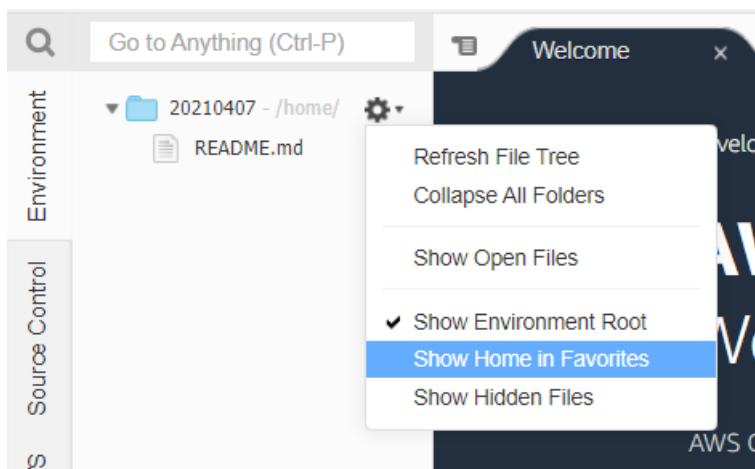 Go to Anything (Ctrl-P)
Welcome
Environment
20210407 - /home/
README.md
Refresh File Tree
Collapse All Folders
Show Open Files
Show Environment Root
Show Home in Favorites
Show Hidden Files
Source Control
AWS